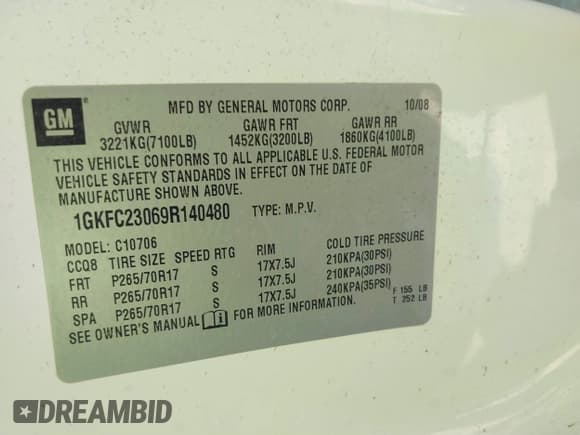 GM
®
MFD BY GENERAL MOTORS CORP. 10/08
GVWR GAWR FRT GAWR RR
3221KG(7100LB) 1452KG(3200LB) 1860KG(4100LB)
THIS VEHICLE CONFORMS TO ALL APPLICABLE U.S. FEDERAL MOTOR
VEHICLE SAFETY STANDARDS IN EFFECT ON THE DATE OF
MANUFACTURE SHOWN ABOVE.
1GKFC23069R140480 TYPE: M.P.V.
MODEL: C10706
CCQ8 TIRE SIZE SPEED RTG RIM COLD TIRE PRESSURE
FRT P265/70R17 S 17X7.5J 210KPA(30PSI)
RR P265/70R17 S 17X7.5J 210KPA(30PSI)
SPA P265/70R17 S 17X7.5J 240KPA(35PSI) F 155 LB
T 252 LB
SEE OWNER'S MANUAL i FOR MORE INFORMATION.
DREAMBID